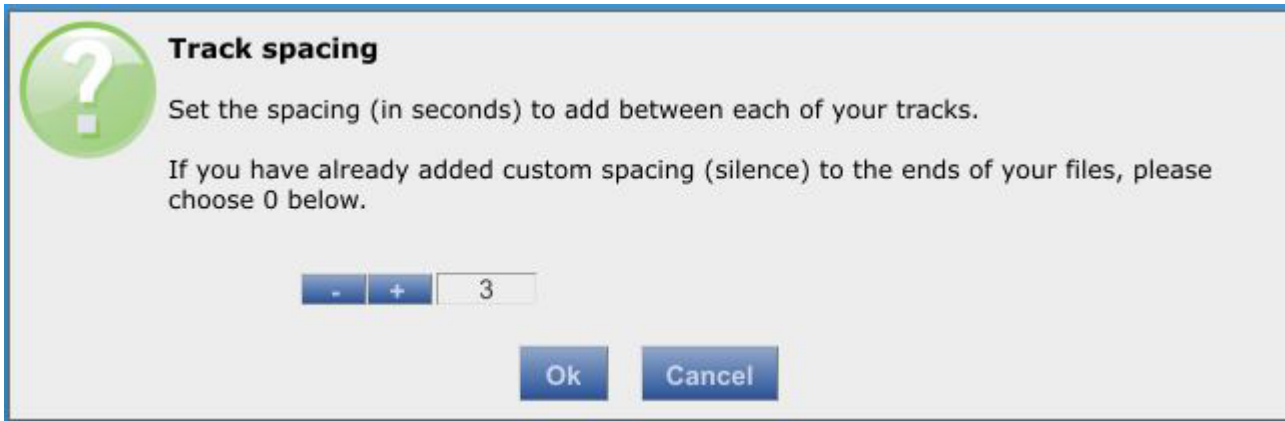 Track spacing
Set the spacing (in seconds) to add between each of your tracks.
If you have already added custom spacing (silence) to the ends of your files, please
choose 0 below.
- + 3
Ok Cancel